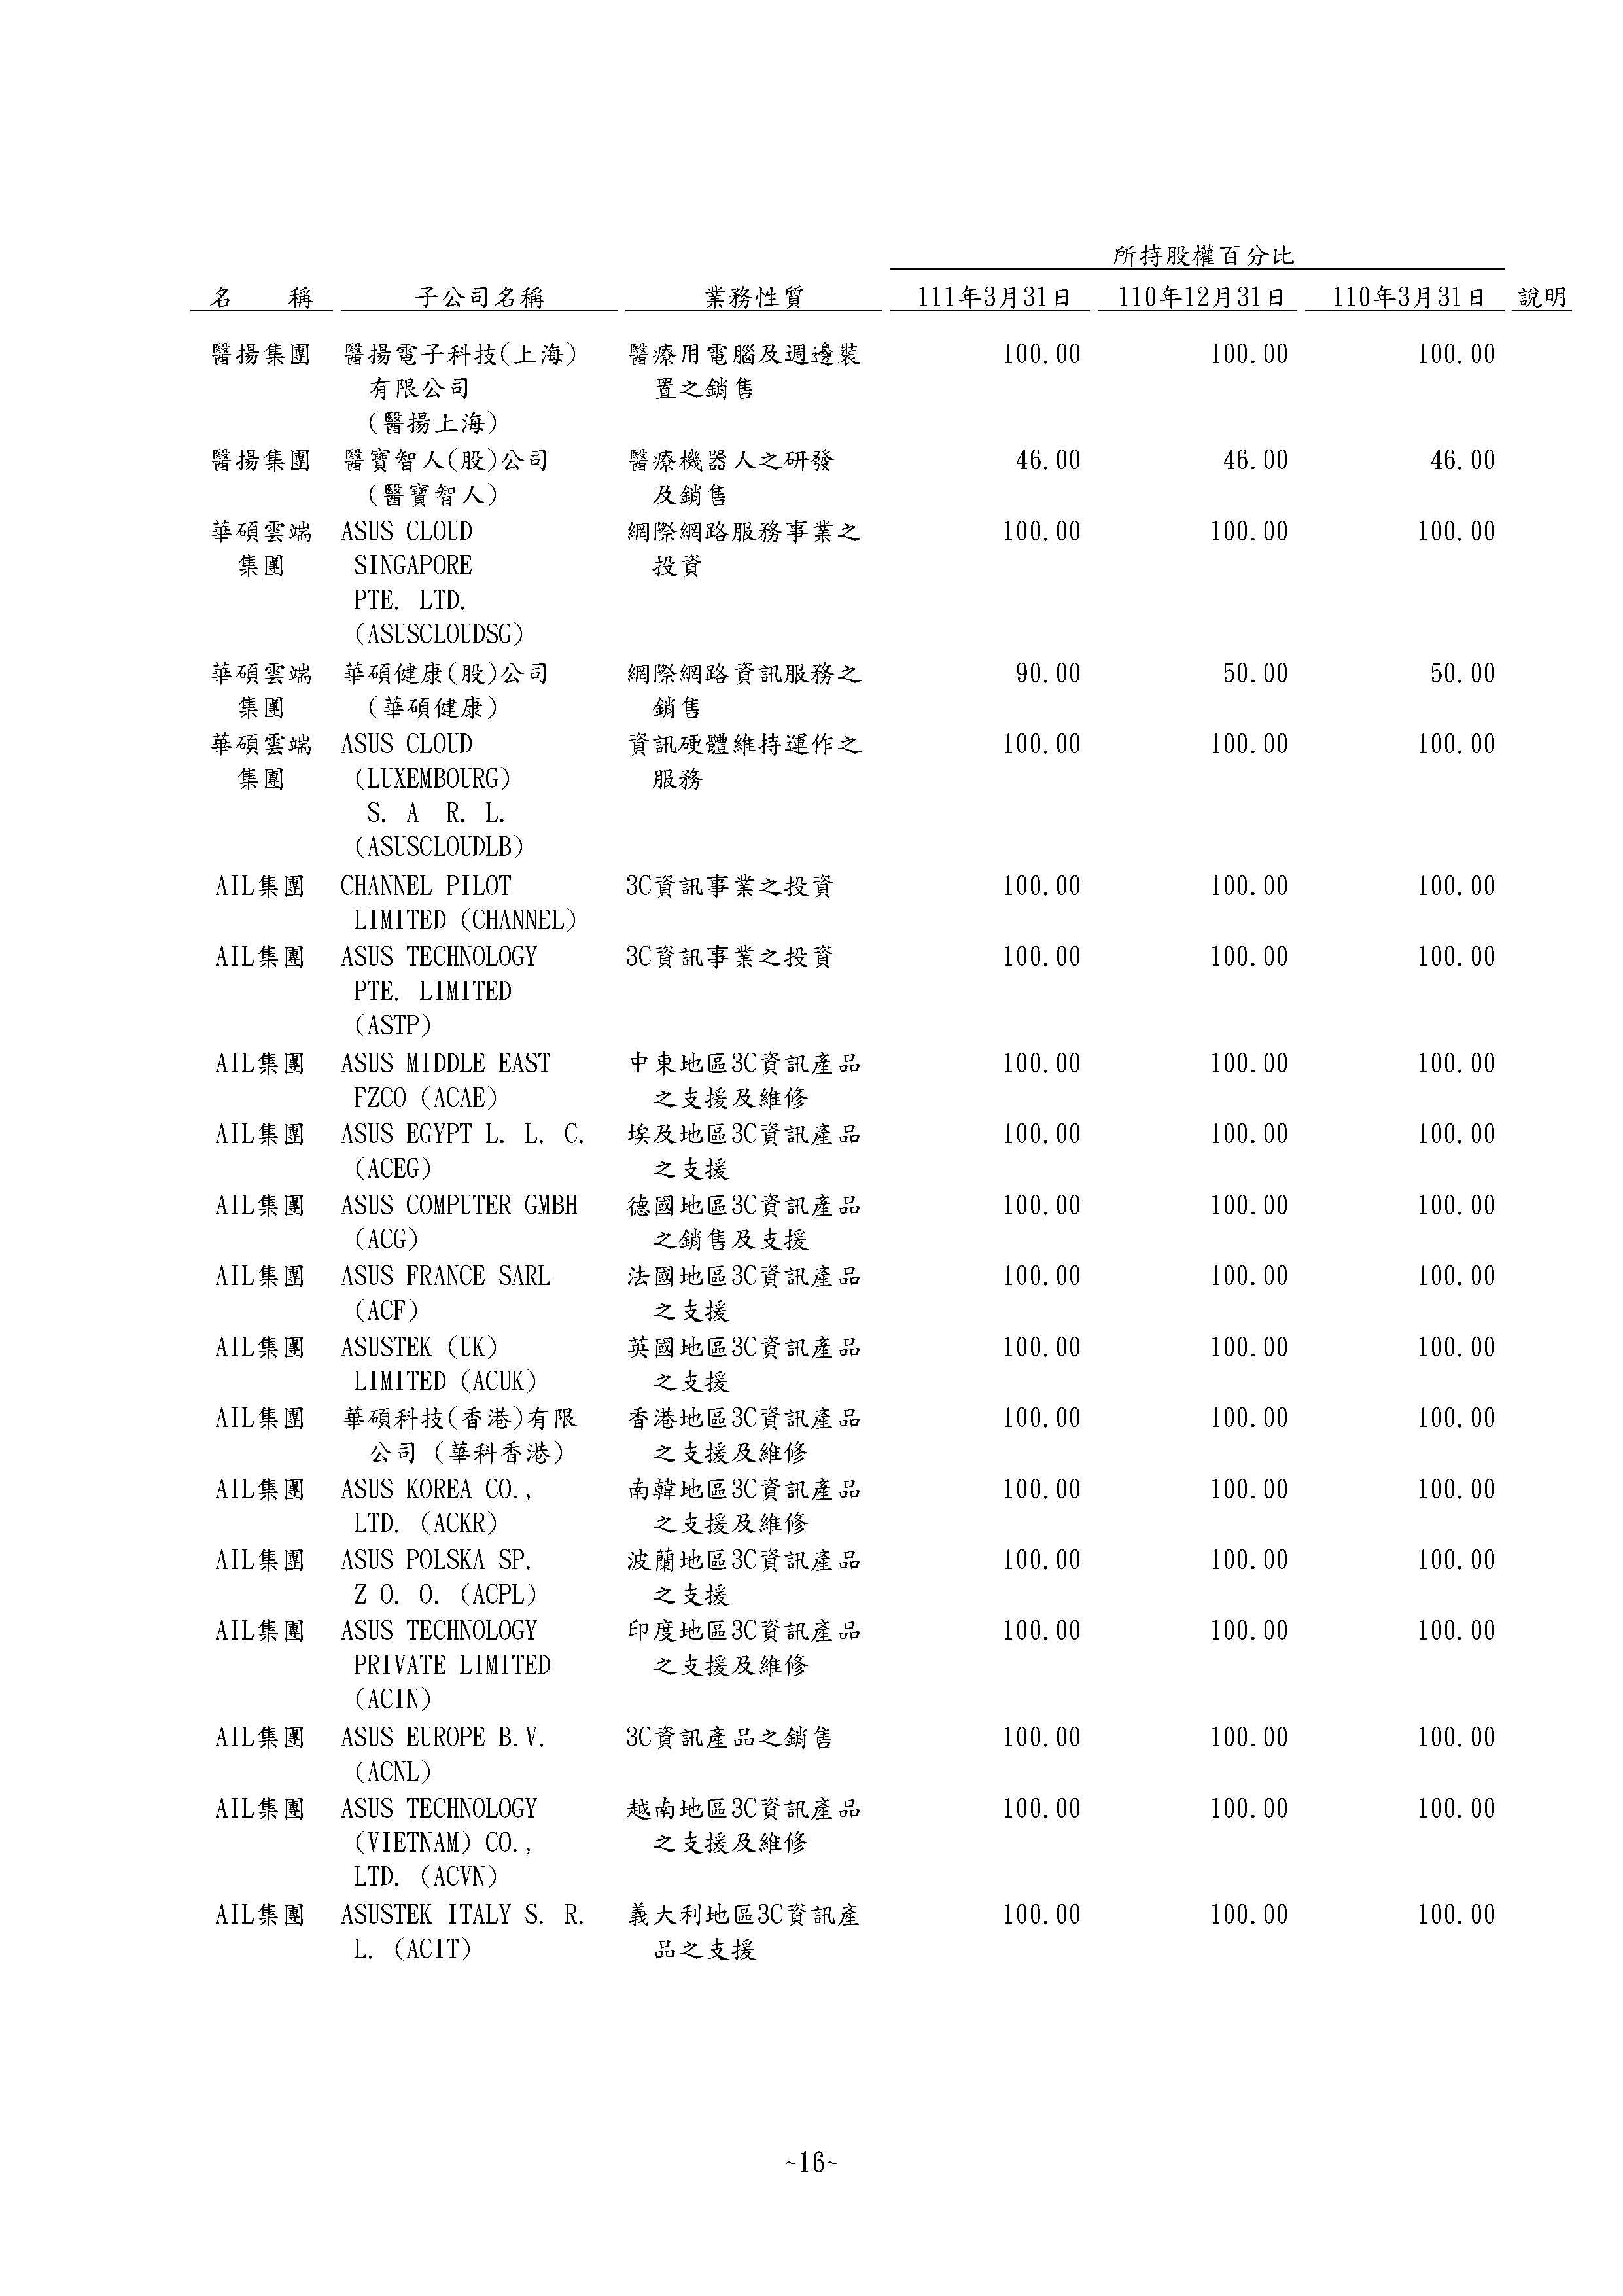 所持股權百分比
名　　稱 子公司名稱 業務性質 111年3月31日 110年12月31日 110年3月31日 說明
醫揚集團 醫揚電子科技(上海) 醫療用電腦及週邊裝 100.00 100.00 100.00
有限公司 置之銷售
(醫揚上海)
醫揚集團 醫寶智人(股)公司 醫療機器人之研發 46.00 46.00 46.00
(醫寶智人) 及銷售
華碩雲端 ASUS CLOUD 網際網路服務事業之 100.00 100.00 100.00
集團 SINGAPORE 投資
PTE. LTD.
(ASUSCLOUDSG)
華碩雲端 華碩健康(股)公司 網際網路資訊服務之 90.00 50.00 50.00
集團 (華碩健康) 銷售
華碩雲端 ASUS CLOUD 資訊硬體維持運作之 100.00 100.00 100.00
集團 (LUXEMBOURG) 服務
S. A R. L.
(ASUSCLOUDLB)
AIL集團 CHANNEL PILOT 3C資訊事業之投資 100.00 100.00 100.00
LIMITED (CHANNEL)
AIL集團 ASUS TECHNOLOGY 3C資訊事業之投資 100.00 100.00 100.00
PTE. LIMITED
(ASTP)
AIL集團 ASUS MIDDLE EAST 中東地區3C資訊產品 100.00 100.00 100.00
FZCO (ACAE) 之支援及維修
AIL集團 ASUS EGYPT L. L. C. 埃及地區3C資訊產品 100.00 100.00 100.00
(ACEG) 之支援
AIL集團 ASUS COMPUTER GMBH 德國地區3C資訊產品 100.00 100.00 100.00
(ACG) 之銷售及支援
AIL集團 ASUS FRANCE SARL 法國地區3C資訊產品 100.00 100.00 100.00
(ACF) 之支援
AIL集團 ASUSTEK (UK) 英國地區3C資訊產品 100.00 100.00 100.00
LIMITED (ACUK) 之支援
AIL集團 華碩科技(香港)有限 香港地區3C資訊產品 100.00 100.00 100.00
公司 (華科香港) 之支援及維修
AIL集團 ASUS KOREA CO., 南韓地區3C資訊產品 100.00 100.00 100.00
LTD. (ACKR) 之支援及維修
AIL集團 ASUS POLSKA SP. 波蘭地區3C資訊產品 100.00 100.00 100.00
Z O. O. (ACPL) 之支援
AIL集團 ASUS TECHNOLOGY 印度地區3C資訊產品 100.00 100.00 100.00
PRIVATE LIMITED 之支援及維修
(ACIN)
AIL集團 ASUS EUROPE B.V. 3C資訊產品之銷售 100.00 100.00 100.00
(ACNL)
AIL集團 ASUS TECHNOLOGY 越南地區3C資訊產品 100.00 100.00 100.00
(VIETNAM) CO., 之支援及維修
LTD. (ACVN)
AIL集團 ASUSTEK ITALY S. R. 義大利地區3C資訊產 100.00 100.00 100.00
L. (ACIT) 品之支援
~16~